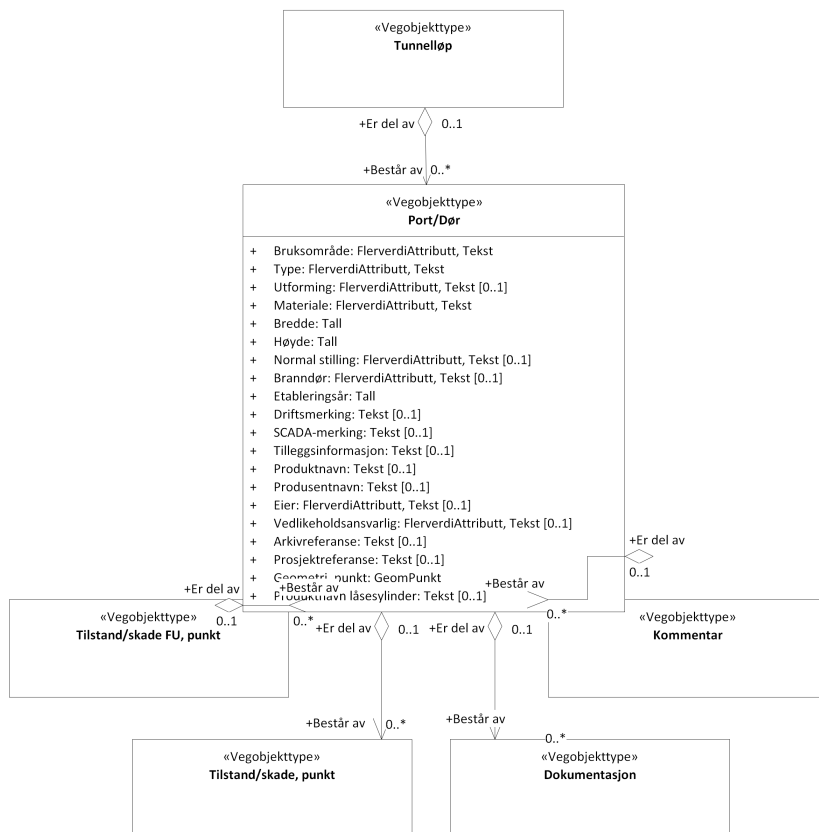 «Vegobjekttype»
Tunnelløp
+Er del av 0..1
+Består av 0..*
«Vegobjekttype»
Port/Dør
+ Bruksområde: FlerverdiAttributt, Tekst
+ Type: FlerverdiAttributt, Tekst
+ Utforming: FlerverdiAttributt, Tekst [0..1]
+ Materiale: FlerverdiAttributt, Tekst
+ Bredde: Tall
+ Høyde: Tall
+ Normal stilling: FlerverdiAttributt, Tekst [0..1]
+ Branndør: FlerverdiAttributt, Tekst [0..1]
+ Etableringsår: Tall
+ Driftsmerking: Tekst [0..1]
+ SCADA-merking: Tekst [0..1]
+ Tilleggsinformasjon: Tekst [0..1]
+ Produktnavn: Tekst [0..1]
+ Produsentnavn: Tekst [0..1]
+ Eier: FlerverdiAttributt, Tekst [0..1]
+ Vedlikeholdsansvarlig: FlerverdiAttributt, Tekst [0..1]
+ Arkivreferanse: Tekst [0..1]
+ Prosjektreferanse: Tekst [0..1]
+ Geometri, punkt: GeomPunkt
+ Produktnavn låsesylinder: Tekst [0..1]
+Er del av
0..1
+Består av
0..*
+Er del av
0..1
+Består av
0..*
«Vegobjekttype»
Tilstand/skade FU, punkt
«Vegobjekttype»
Kommentar
+Er del av 0..1
+Er del av 0..1
+Består av 0..*
+Består av
0..*
«Vegobjekttype»
Tilstand/skade, punkt
«Vegobjekttype»
Dokumentasjon